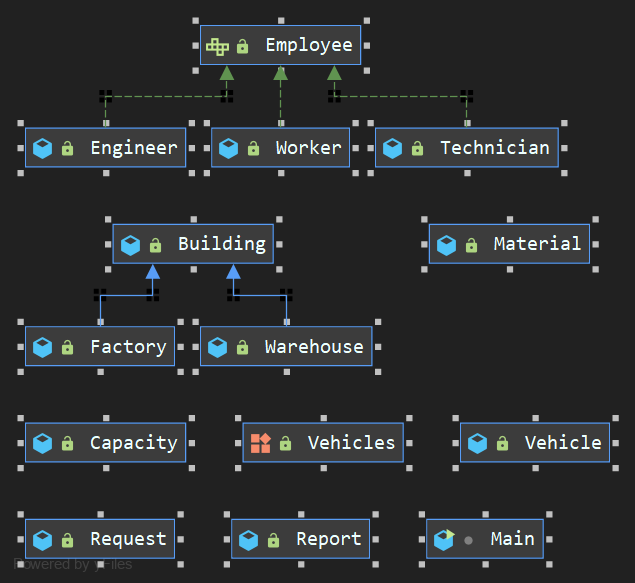 Employee
Engineer
Worker
Technician
Building
Material
Factory
Warehouse
Capacity
Vehicles
Vehicle
Request
Report
Main
Powered by yFiles